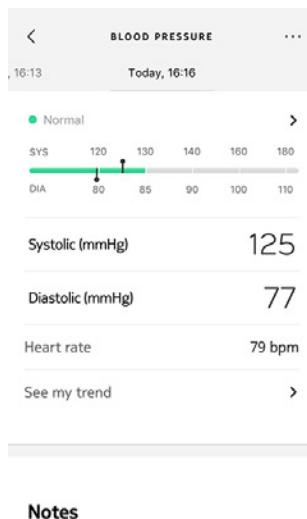 BLOOD PRESSURE
, 16:13 Today, 16:16
Normal
SYS 120 130 140 160 180
DIA 80 85 90 100 110
Systolic (mmHg) 125
Diastolic (mmHg) 77
Heart rate 79 bpm
See my trend
Notes